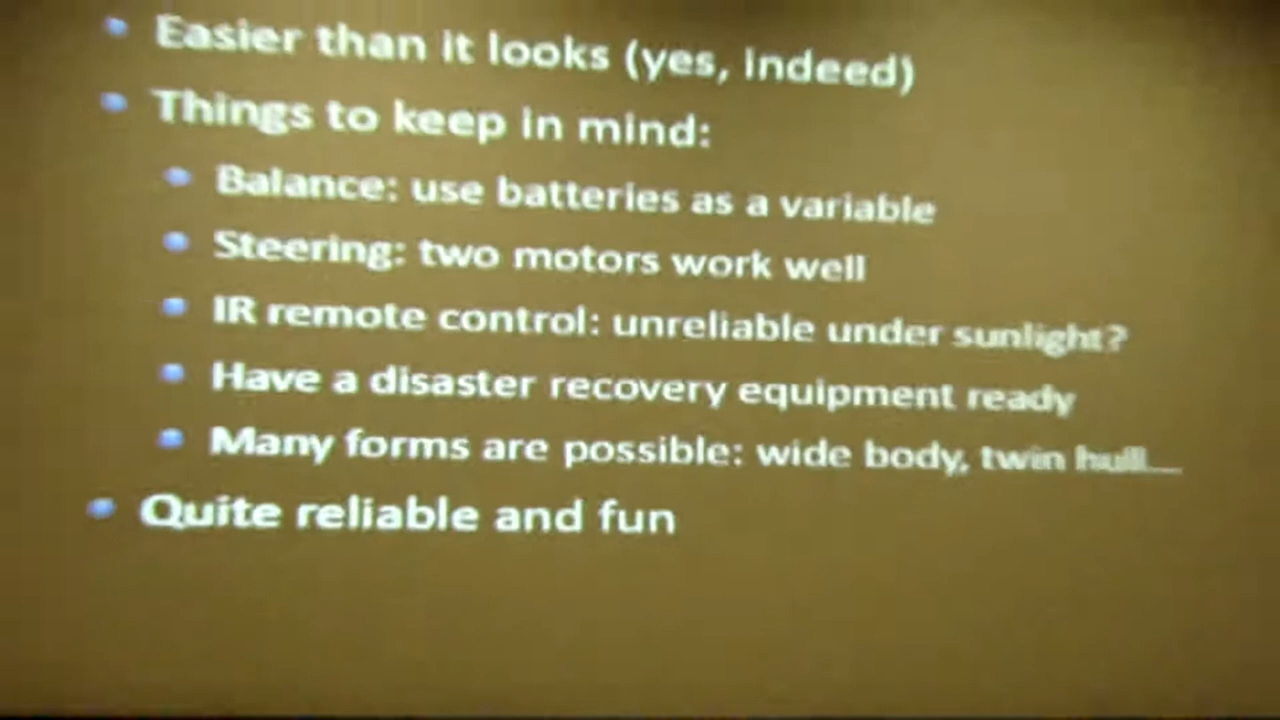 Easier than it looks (yes, indeed)
Things to keep in mind:
Balance: use batteries as a variable
Steering: two motors work well
IR remote control: unreliable under sunlight?
Have a disaster recovery equipment ready
Many forms are possible: wide body, twin hull...
Quite reliable and fun